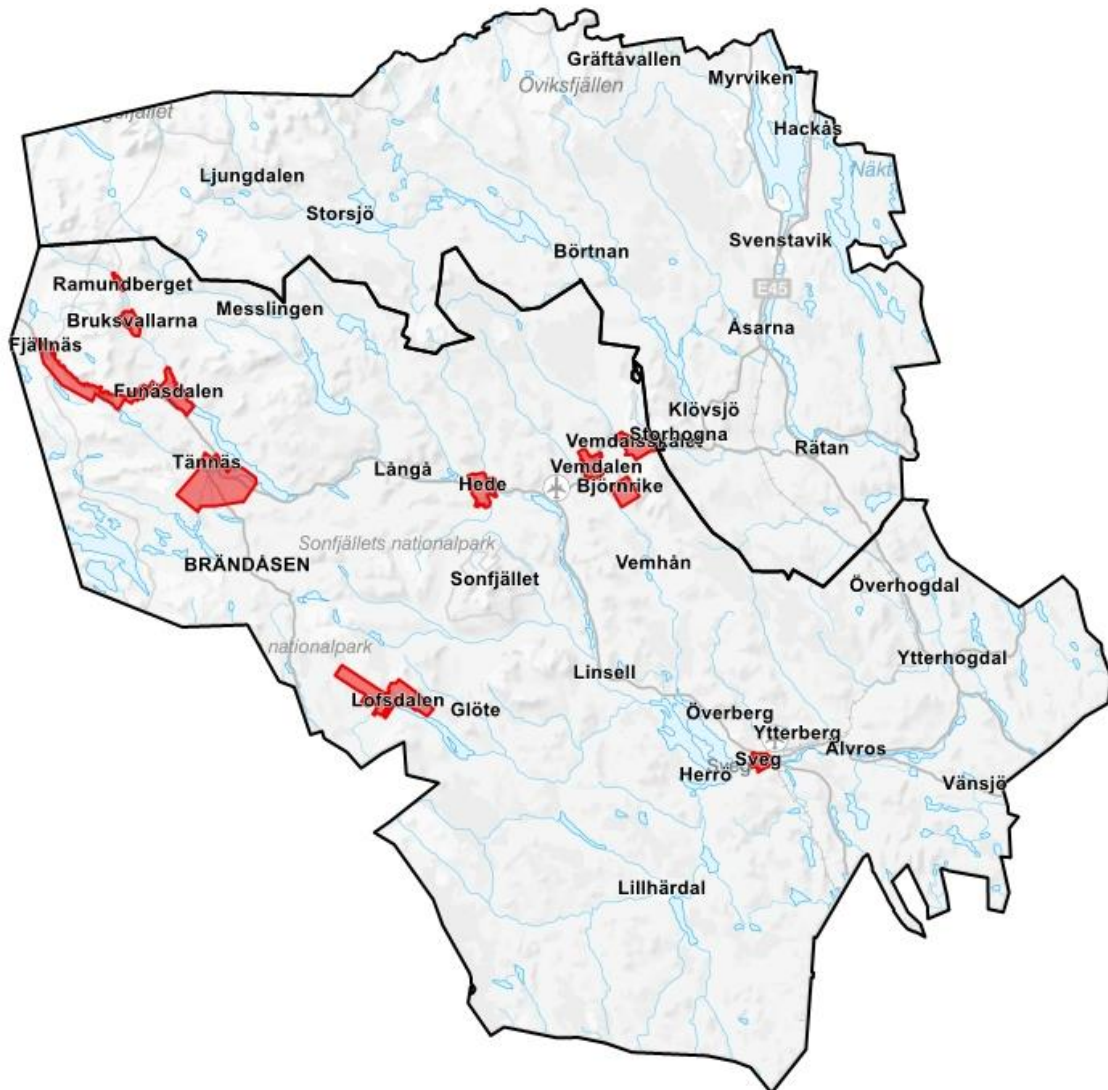 Gräftåvallen
Myrviken
Oviksfjällen
Hackås
Näkt
Ljungdalen
Storsjö
Svenstavik
Börtnan
Ramundberget
E45
Messlingen
Bruksvallarna
Åsarna
Fjällnäs
Funäsdalen
Klövsjö
Storhogna
Vemdalsskalet
Rätan
Tännäs
Långå
Vemdalen
Hede
Björnrike
Sonfjällets nationalpark
BRÄNDÅSEN
Sonfjället
Vemhån
Överhogdal
nationalpark
Ytterhogdal
Linsell
Lofsdalen
Glöte
Överberg
Ytterberg
Älvros
Sveg
Sveg
Herrö
Vänsjö
Lillhärdal